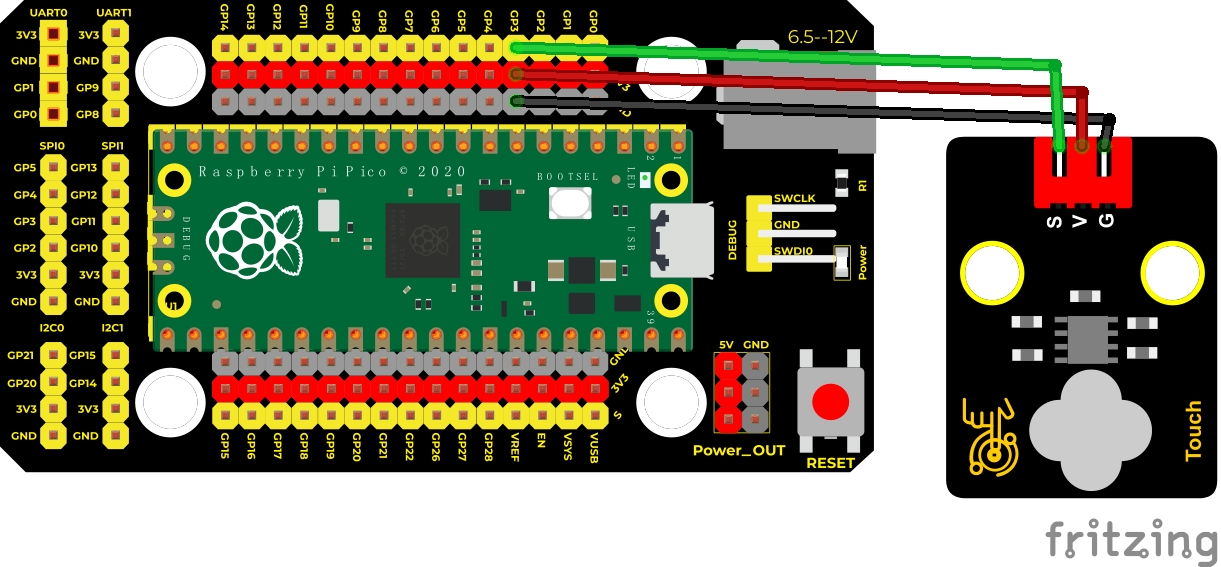 UART0 UART1
3V3 3V3
GND GND
GP1 GP9
GP0 GP8
SPI0 SPI1
GP5 GP13
GP4 GP12
GP3 GP11
GP2 GP10
3V3 3V3
GND GND
I2C0 I2C1
GP21 GP15
GP20 GP14
3V3 3V3
GND GND
GP14 GP13 GP12 GP11 GP10 GP9 GP8 GP7 GP6 GP5 GP4 GP3 GP2 GP1 GP0
6.5--12V
Raspberry Pi Pico © 2020
BOOTSEL
LED
2
1
DEBUG
USB
U1
39
DEBUG
SWCLK
GND
SWDI0
R1
Power
GND
3V3
S
GP15 GP16 GP17 GP18 GP19 GP20 GP21 GP22 GP26 GP27 GP28 VREF EN VSYS VUSB
5V GND
Power_OUT
RESET
S V G
Touch
fritzing